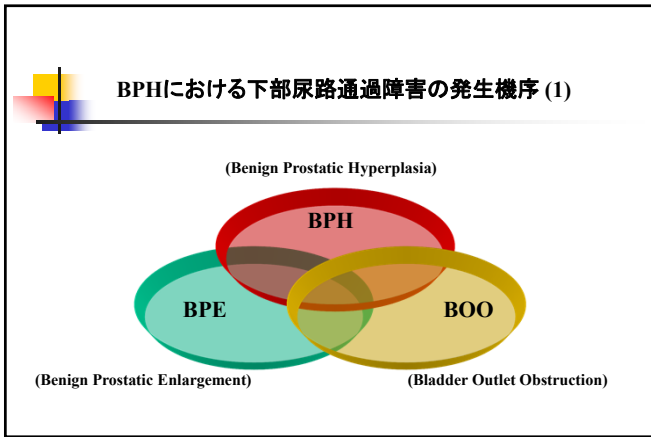 BPHにおける下部尿路通過障害の発生機序 (1)
(Benign Prostatic Hyperplasia)
BPH
BPE
BOO
(Benign Prostatic Enlargement)
(Bladder Outlet Obstruction)